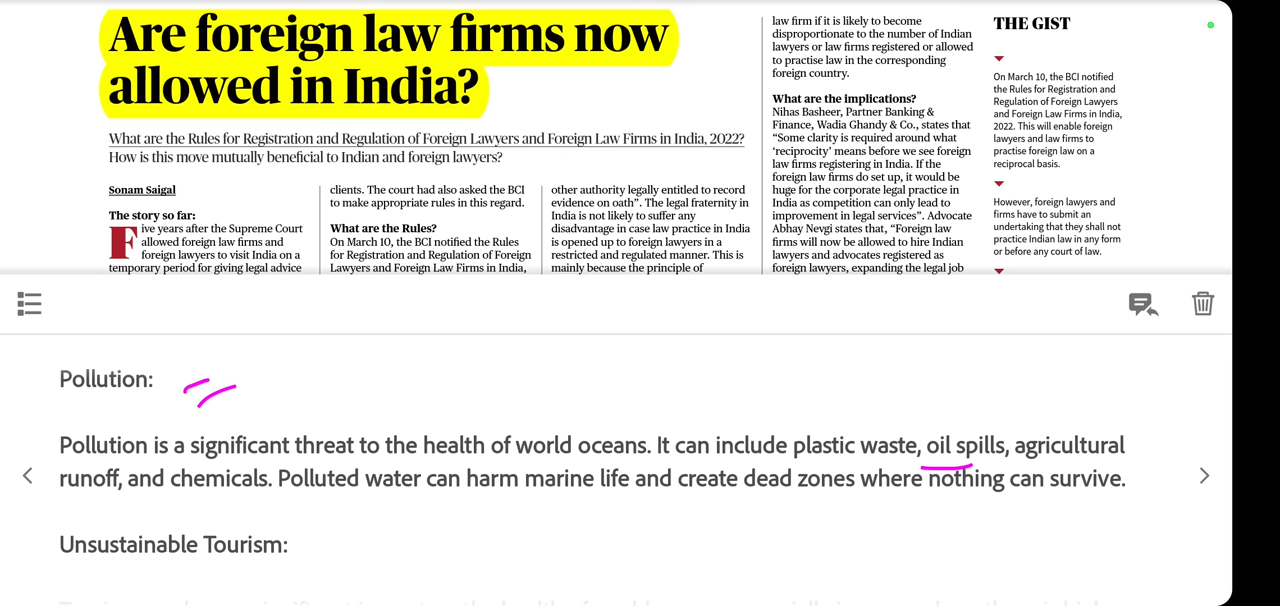 Are foreign law firms now
allowed in India?
What are the Rules for Registration and Regulation of Foreign Lawyers and Foreign Law Firms in India, 2022?
How is this move mutually beneficial to Indian and foreign lawyers?
Sonam Saigal
The story so far:
Five years after the Supreme Court
allowed foreign law firms and
foreign lawyers to visit India on a
temporary period for giving legal advice
clients. The court had also asked the BCI
to make appropriate rules in this regard.
What are the Rules?
On March 10, the BCI notified the Rules
for Registration and Regulation of Foreign
Lawyers and Foreign Law Firms in India,
other authority legally entitled to record
evidence on oath”. The legal fraternity in
India is not likely to suffer any
disadvantage in case law practice in India
is opened up to foreign lawyers in a
restricted and regulated manner. This is
mainly because the principle of
law firm if it is likely to become
disproportionate to the number of Indian
lawyers or law firms registered or allowed
to practise law in the corresponding
foreign country.
What are the implications?
Nihas Basheer, Partner Banking &
Finance, Wadia Ghandy & Co., states that
“Some clarity is required around what
‘reciprocity’ means before we see foreign
law firms registering in India. If the
foreign law firms do set up, it would be
huge for the corporate legal practice in
India as competition can only lead to
improvement in legal services”. Advocate
Abhay Nevgi states that, “Foreign law
firms will now be allowed to hire Indian
lawyers and advocates registered as
foreign lawyers, expanding the legal job
THE GIST
On March 10, the BCI notified
the Rules for Registration and
Regulation of Foreign Lawyers
and Foreign Law Firms in India,
2022. This will enable foreign
lawyers and law firms to
practise foreign law on a
reciprocal basis.
However, foreign lawyers and
firms have to submit an
undertaking that they shall not
practice Indian law in any form
or before any court of law.
Pollution:
Pollution is a significant threat to the health of world oceans. It can include plastic waste, oil spills, agricultural
runoff, and chemicals. Polluted water can harm marine life and create dead zones where nothing can survive.
Unsustainable Tourism: